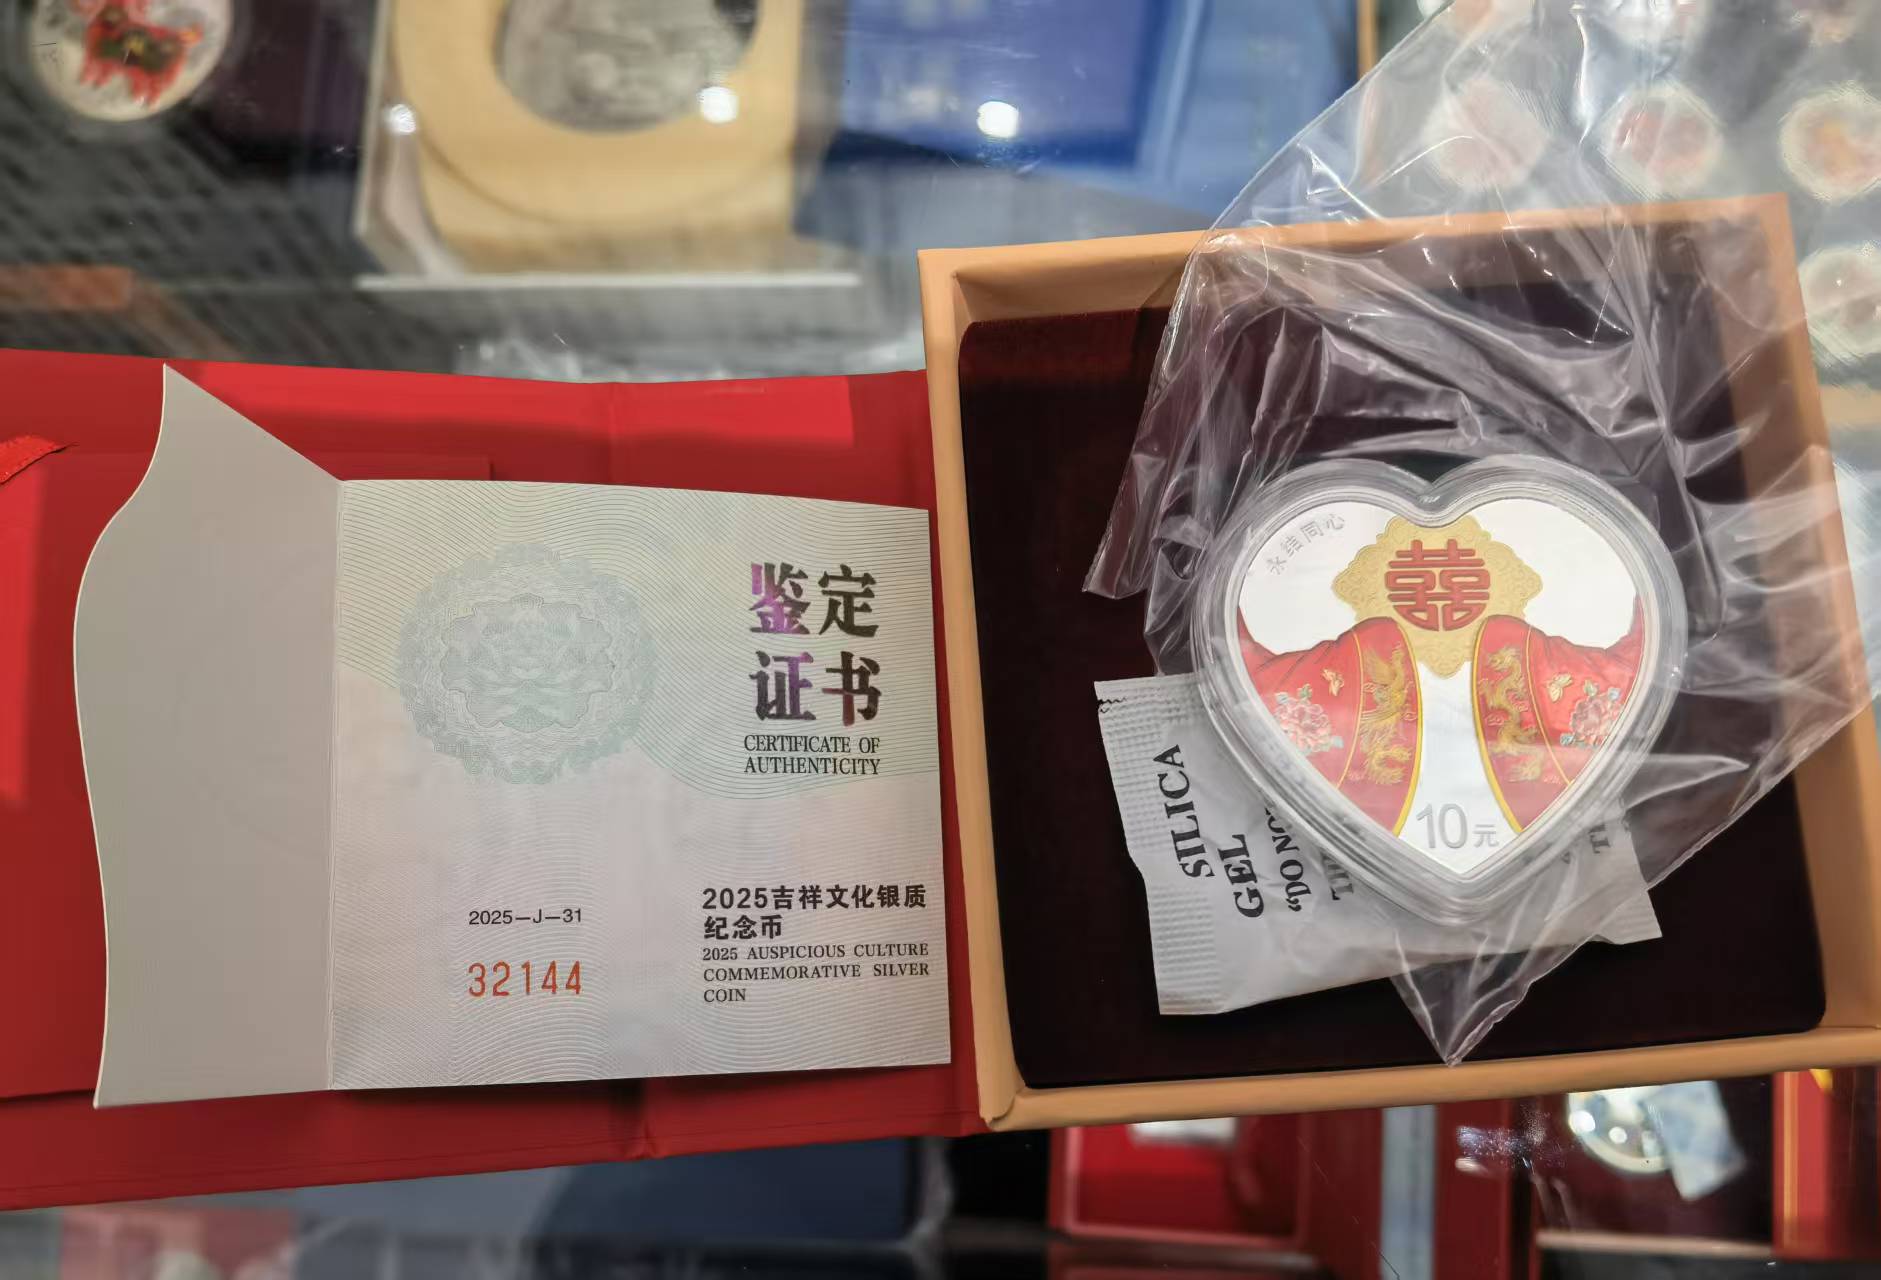 鉴定
证书
CERTIFICATE OF
AUTHENTICITY
2025-J-31
32144
2025吉祥文化银质
纪念币
2025 AUSPICIOUS CULTURE
COMMEMORATIVE SILVER
COIN
永结同心
囍
10元
SILICA
GEL
"DO NO
TH